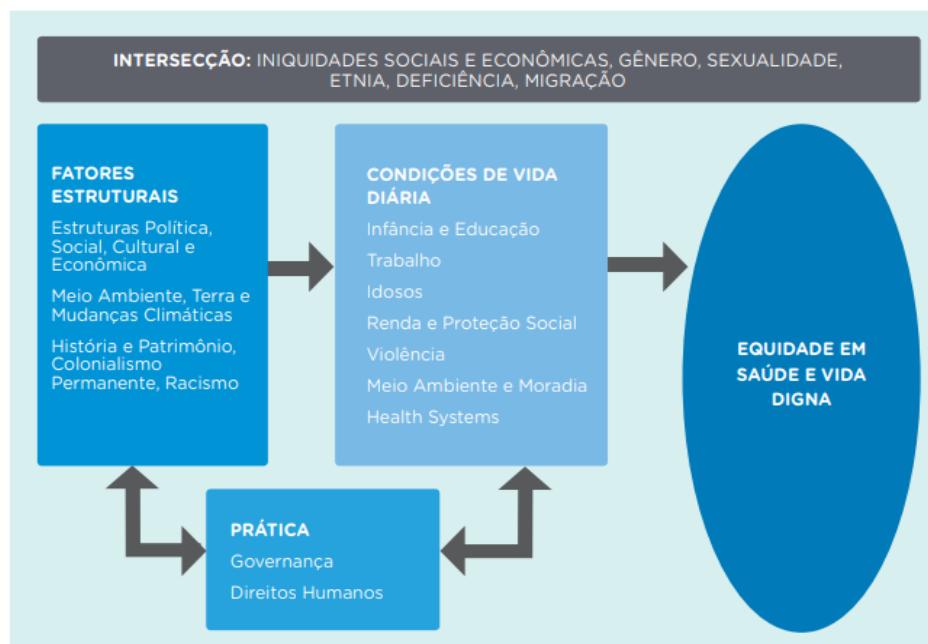 INTERSECÇÃO: INIQUIDADES SOCIAIS E ECONÔMICAS, GÊNERO, SEXUALIDADE,
ETNIA, DEFICIÊNCIA, MIGRAÇÃO
FATORES
ESTRUTURAIS
Estruturas Política,
Social, Cultural e
Econômica
Meio Ambiente, Terra e
Mudanças Climáticas
História e Patrimônio,
Colonialismo
Permanente, Racismo
CONDIÇÕES DE VIDA
DIÁRIA
Infância e Educação
Trabalho
Idosos
Renda e Proteção Social
Violência
Meio Ambiente e Moradia
Health Systems
EQUIDADE EM
SAÚDE E VIDA
DIGNA
PRÁTICA
Governança
Direitos Humanos